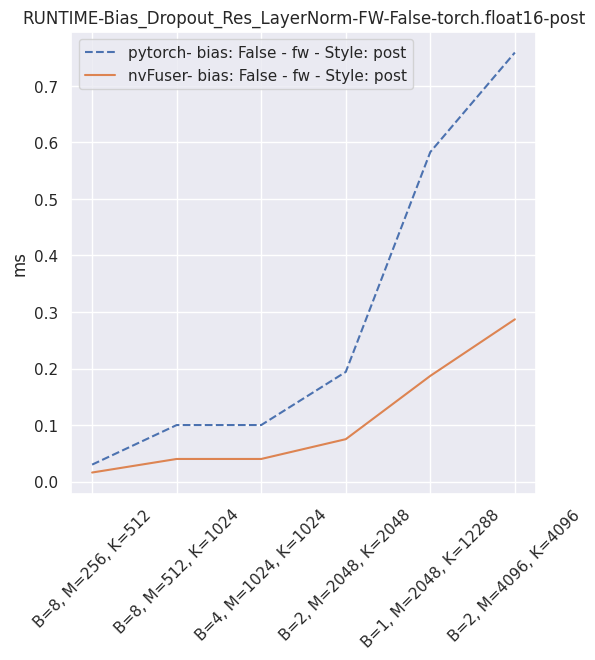 RUNTIME-Bias_Dropout_Res_LayerNorm-FW-False-torch.float16-post
pytorch- bias: False - fw - Style: post
nvFuser- bias: False - fw - Style: post
0.7
0.6
0.5
0.4
0.3
0.2
0.1
0.0
ms
B=8, M=256, K=512
B=8, M=512, K=1024
B=4, M=1024, K=1024
B=2, M=2048, K=2048
B=1, M=2048, K=12288
B=2, M=4096, K=4096